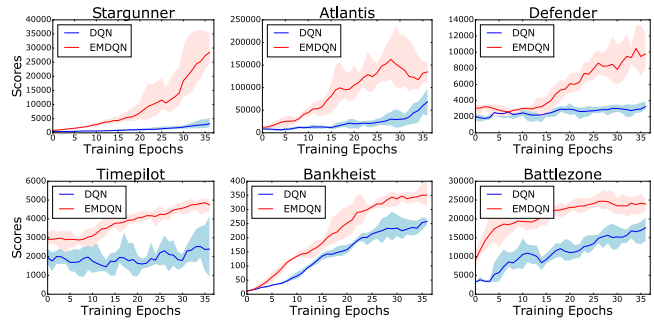 Stargunner
Atlantis
Defender
40000
35000
30000
25000
20000
15000
10000
5000
0
Scores
DQN
EMDQN
0 5 10 15 20 25 30 35
Training Epochs
250000
200000
150000
100000
50000
0
DQN
EMDQN
0 5 10 15 20 25 30 35
Training Epochs
14000
12000
10000
8000
6000
4000
2000
0
DQN
EMDQN
0 5 10 15 20 25 30 35
Training Epochs
Timepilot
Bankheist
Battlezone
6000
5000
4000
3000
2000
1000
0
Scores
DQN
EMDQN
0 5 10 15 20 25 30 35
Training Epochs
400
350
300
250
200
150
100
50
0
DQN
EMDQN
0 5 10 15 20 25 30 35
Training Epochs
30000
25000
20000
15000
10000
5000
0
DQN
EMDQN
0 5 10 15 20 25 30 35
Training Epochs